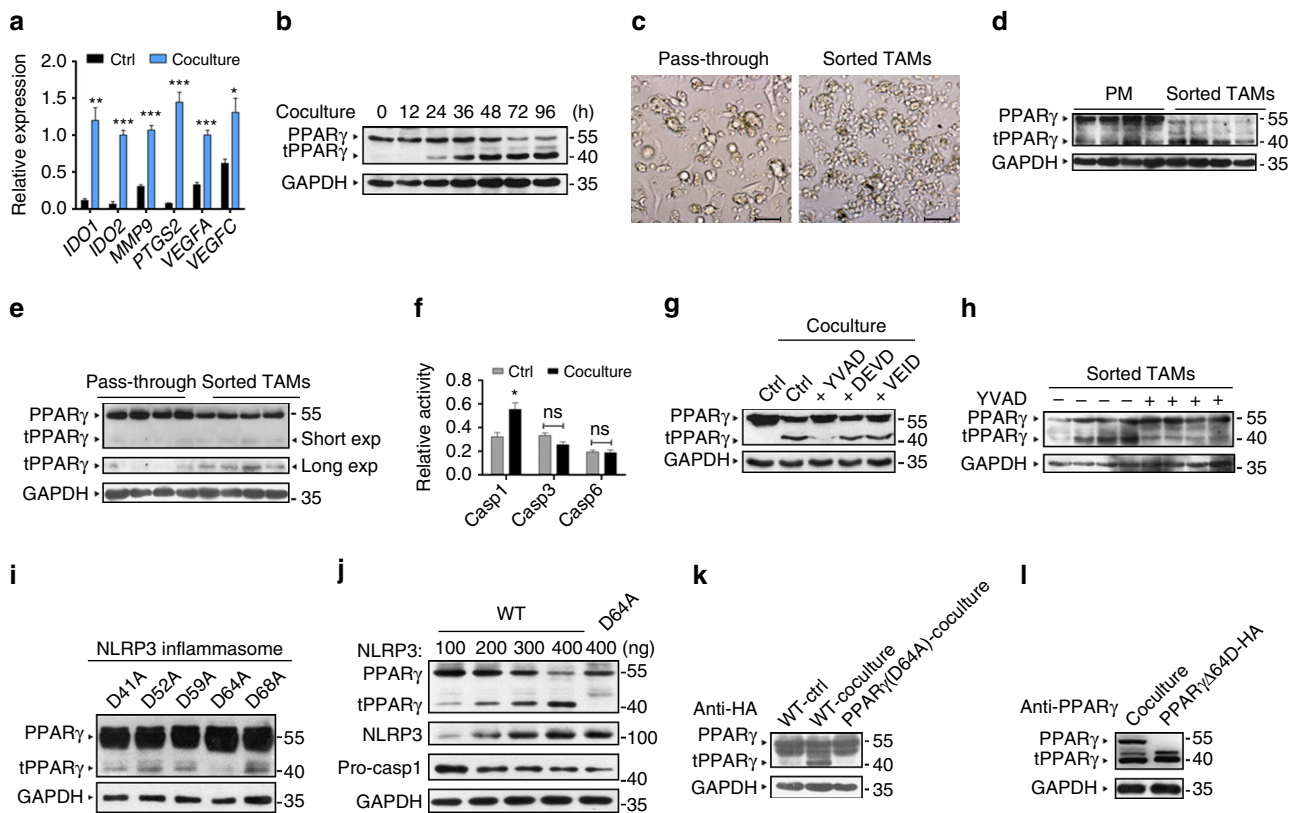 a
Relative expression
2.0
1.5
1.0
0.5
0.0
Ctrl Coculture
** *** *** *** *** *
IDO1 IDO2 MMP9 PTGS2 VEGFA VEGFC
b
Coculture 0 12 24 36 48 72 96 (h)
PPARγ 55
tPPARγ 40
GAPDH 35
c
Pass-through Sorted TAMs
d
PM Sorted TAMs
PPARγ 55
tPPARγ 40
GAPDH 35
e
Pass-through Sorted TAMs
PPARγ 55
tPPARγ Short exp
tPPARγ Long exp
GAPDH 35
f
Relative activity
Ctrl Coculture
0.8
0.6
0.4
0.2
0.0
* ns ns
Casp1 Casp3 Casp6
g
Coculture
Ctrl Ctrl + YVAD + DEVD + VEID
PPARγ 55
tPPARγ 40
GAPDH 35
h
Sorted TAMs
YVAD − − − − + + + +
PPARγ 55
tPPARγ 40
GAPDH 35
i
NLRP3 inflammasome
D41A D52A D59A D64A D68A
PPARγ 55
tPPARγ 40
GAPDH 35
j
WT D64A
NLRP3: 100 200 300 400 400 (ng)
PPARγ 55
tPPARγ 40
NLRP3 100
Pro-casp1 40
GAPDH 35
k
WT-ctrl WT-coculture PPARγ(D64A)-coculture
Anti-HA
PPARγ 55
tPPARγ 40
GAPDH 35
l
Coculture PPARγΔ64D-HA
Anti-PPARγ
PPARγ 55
tPPARγ 40
GAPDH 35